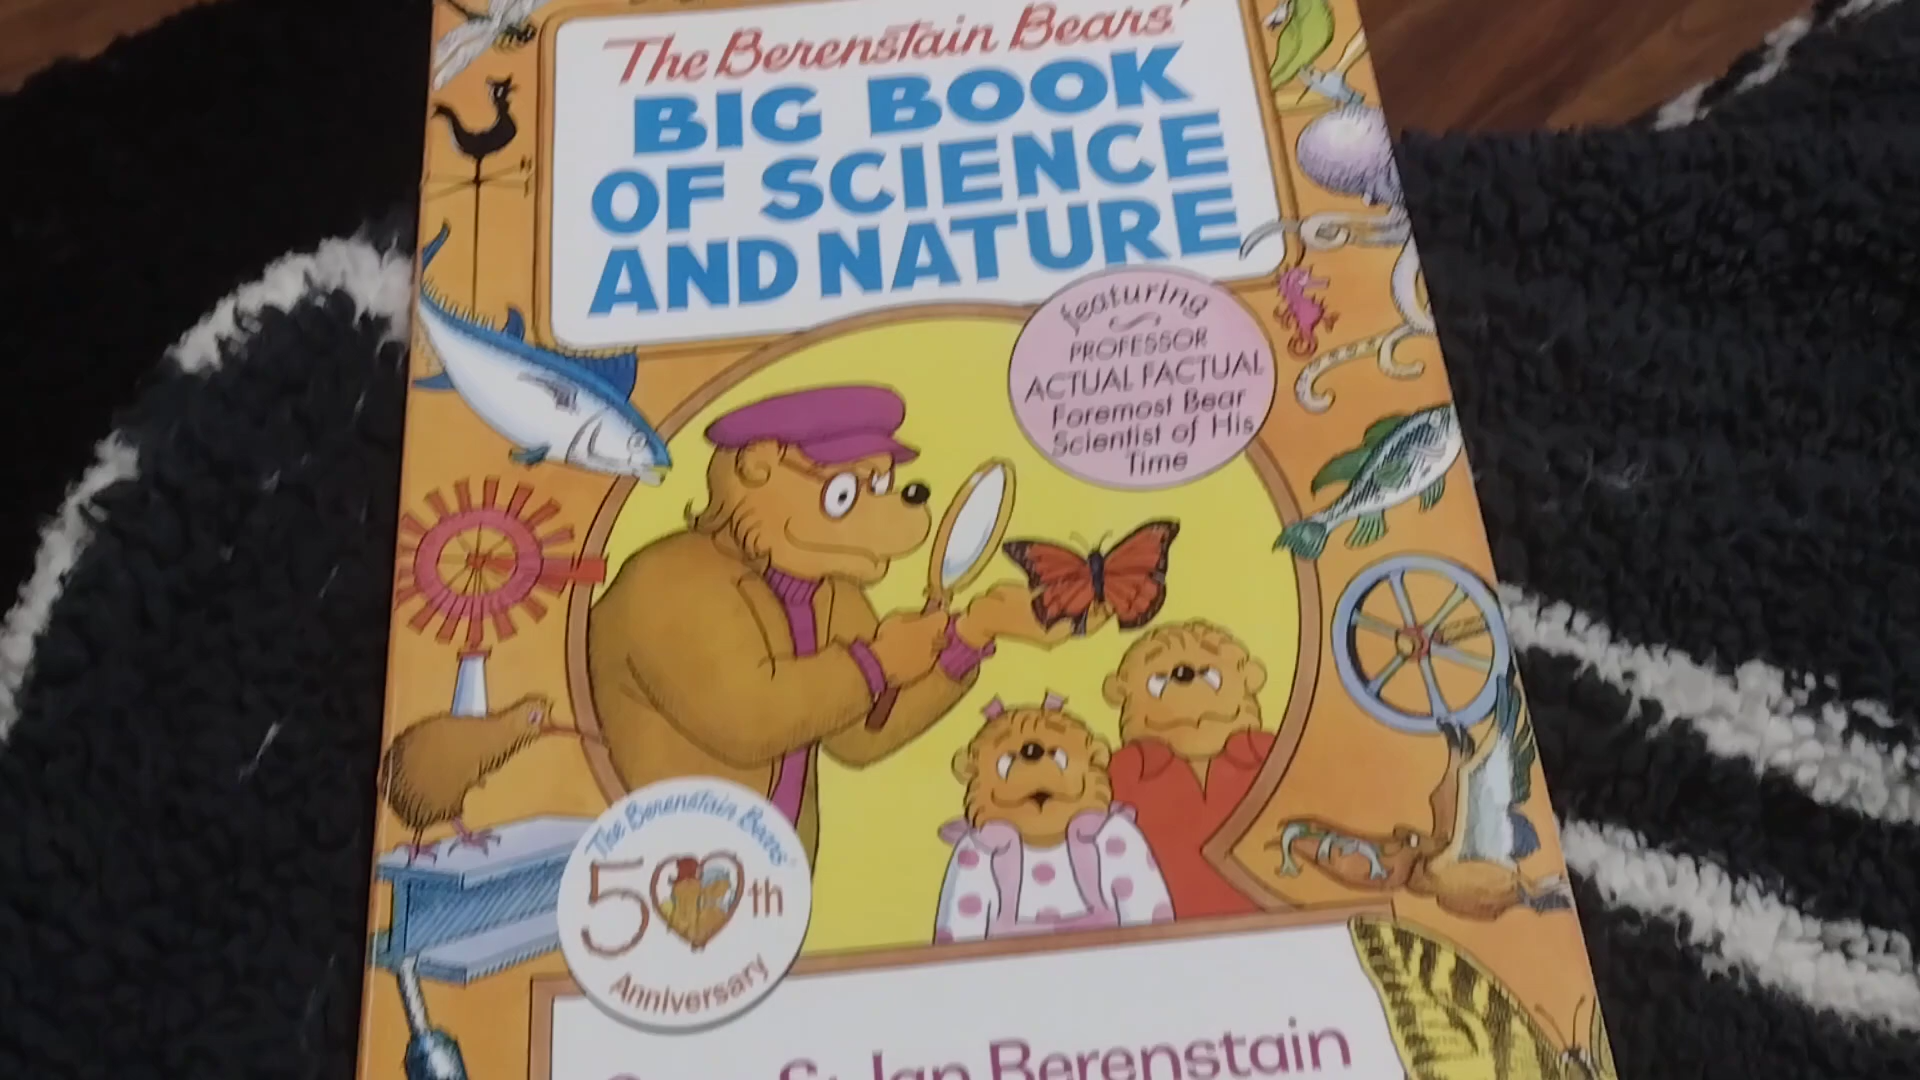 The Berenstain Bears'
BIG BOOK
OF SCIENCE
AND NATURE
featuring
PROFESSOR
ACTUAL FACTUAL
Foremost Bear
Scientist of His
Time
The Berenstain Bears'
50th
Anniversary
& Jan Berenstain